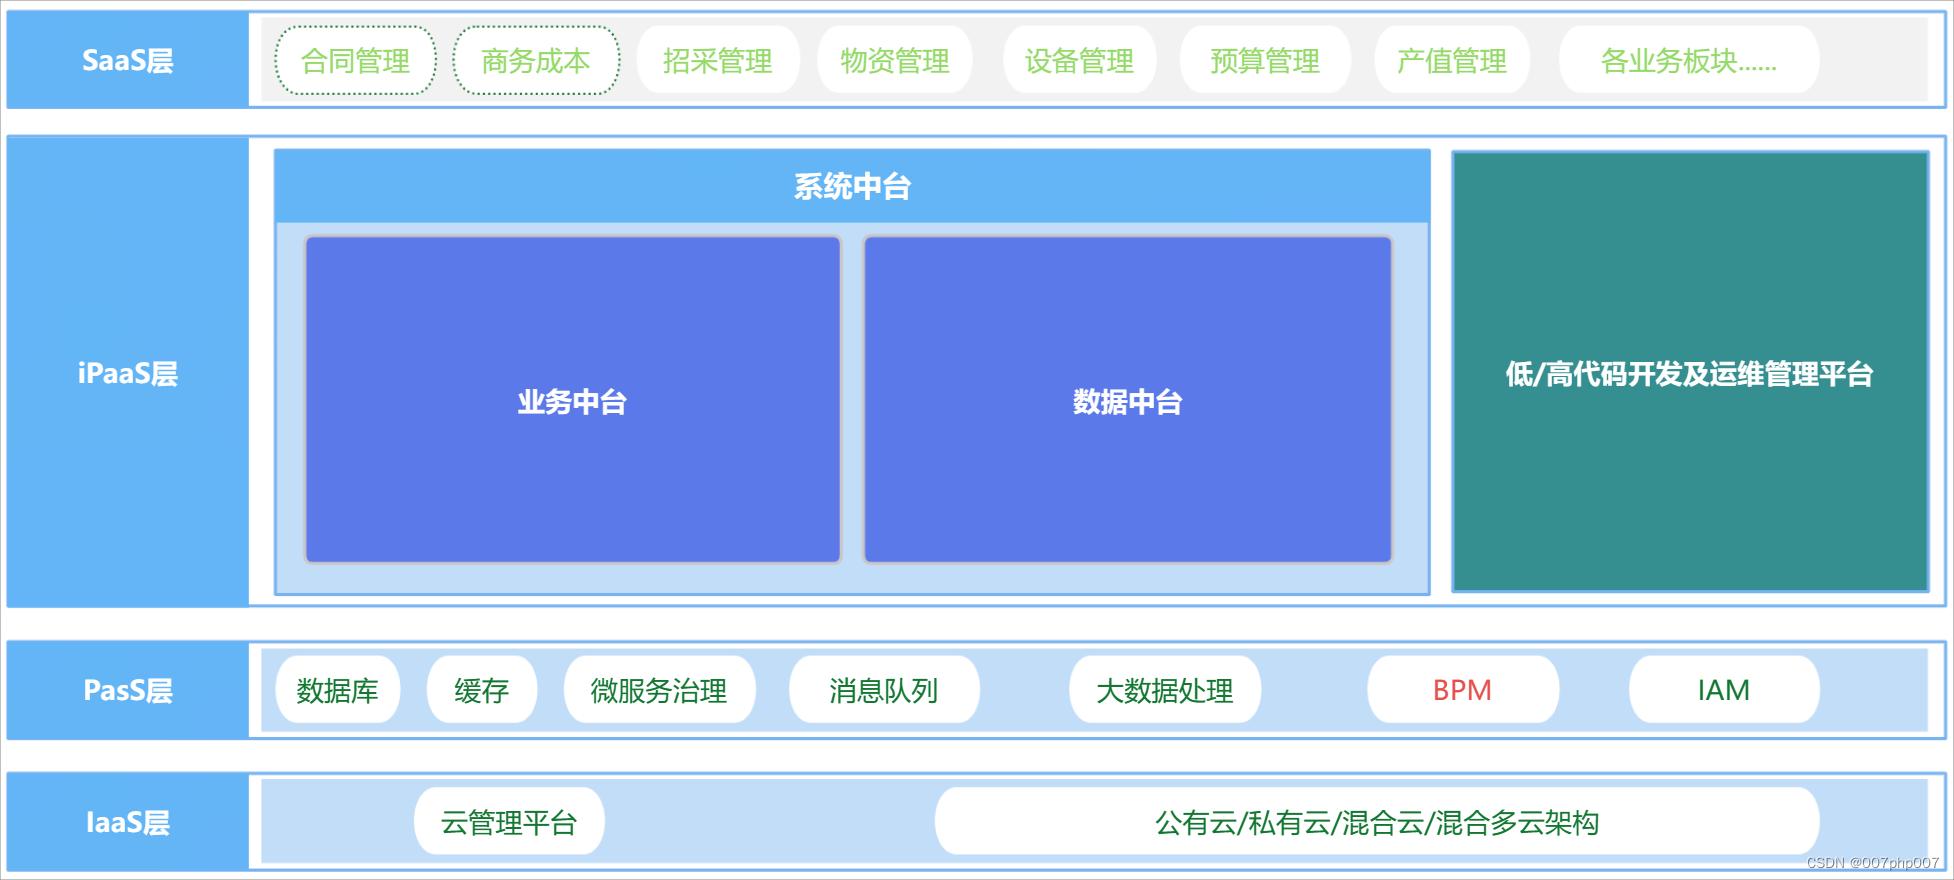 SaaS层
合同管理
商务成本
招采管理
物资管理
设备管理
预算管理
产值管理
各业务板块......
iPaaS层
系统中台
业务中台
数据中台
低/高代码开发及运维管理平台
PasS层
数据库
缓存
微服务治理
消息队列
大数据处理
BPM
IAM
IaaS层
云管理平台
公有云/私有云/混合云/混合多云架构
CSDN @007php007